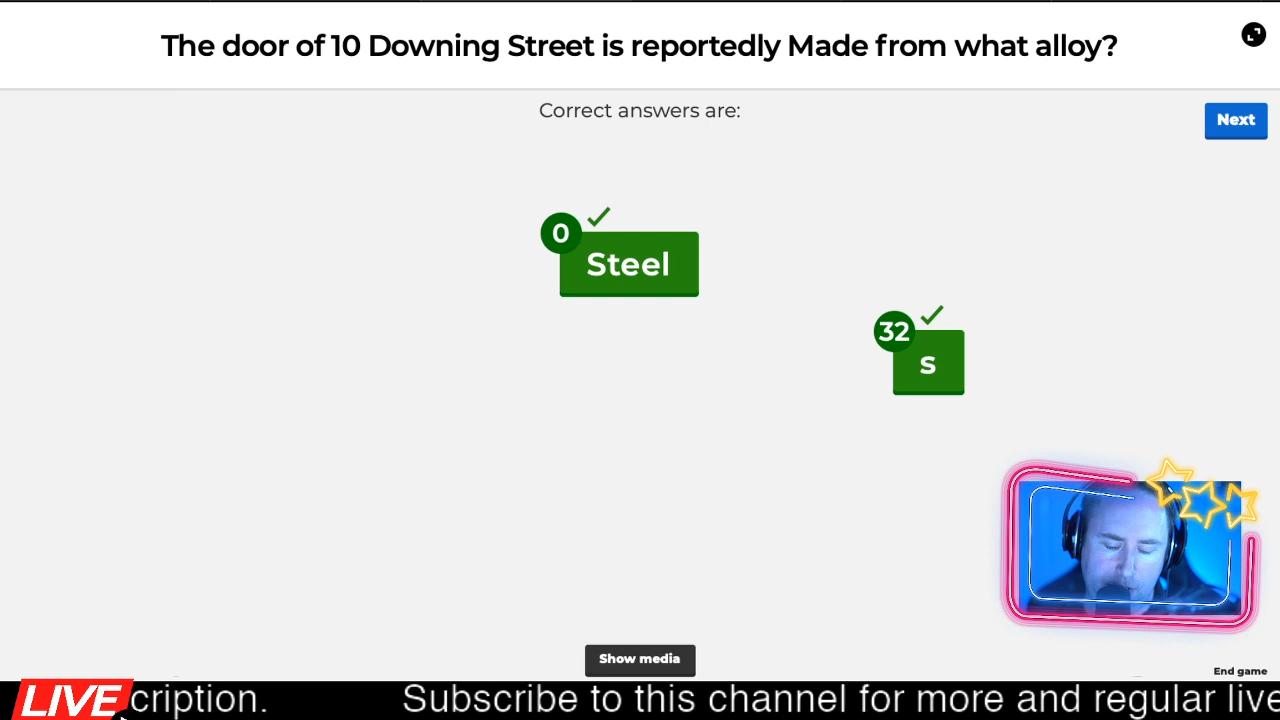 The door of 10 Downing Street is reportedly Made from what alloy?
Correct answers are:
Next
0
Steel
32
s
Show media
End game
LIVE
cription. Subscribe to this channel for more and regular live